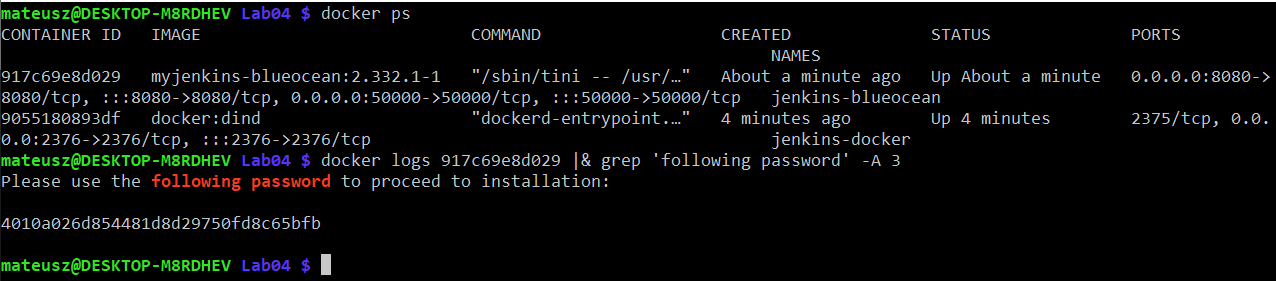 mateusz@DESKTOP-M8RDHEV Lab04 $ docker ps
CONTAINER ID   IMAGE                           COMMAND                  CREATED              STATUS              PORTS
NAMES
917c69e8d029   myjenkins-blueocean:2.332.1-1   "/sbin/tini -- /usr/…"   About a minute ago   Up About a minute   0.0.0.0:8080->
8080/tcp, :::8080->8080/tcp, 0.0.0.0:50000->50000/tcp, :::50000->50000/tcp   jenkins-blueocean
9055180893df   docker:dind                     "dockerd-entrypoint.…"   4 minutes ago        Up 4 minutes        2375/tcp, 0.0.
0.0:2376->2376/tcp, :::2376->2376/tcp                                        jenkins-docker
mateusz@DESKTOP-M8RDHEV Lab04 $ docker logs 917c69e8d029 |& grep 'following password' -A 3
Please use the following password to proceed to installation:
4010a026d854481d8d29750fd8c65bfb
mateusz@DESKTOP-M8RDHEV Lab04 $